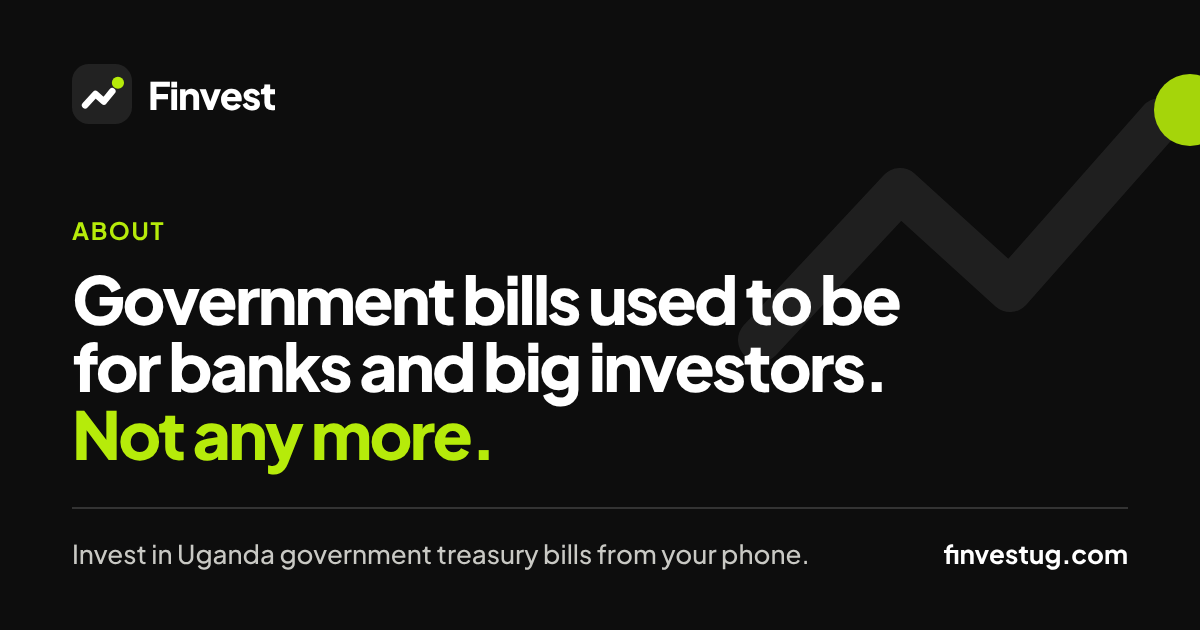 Finvest
ABOUT
Government bills used to be
for banks and big investors.
Not any more.
Invest in Uganda government treasury bills from your phone.
finvestug.com